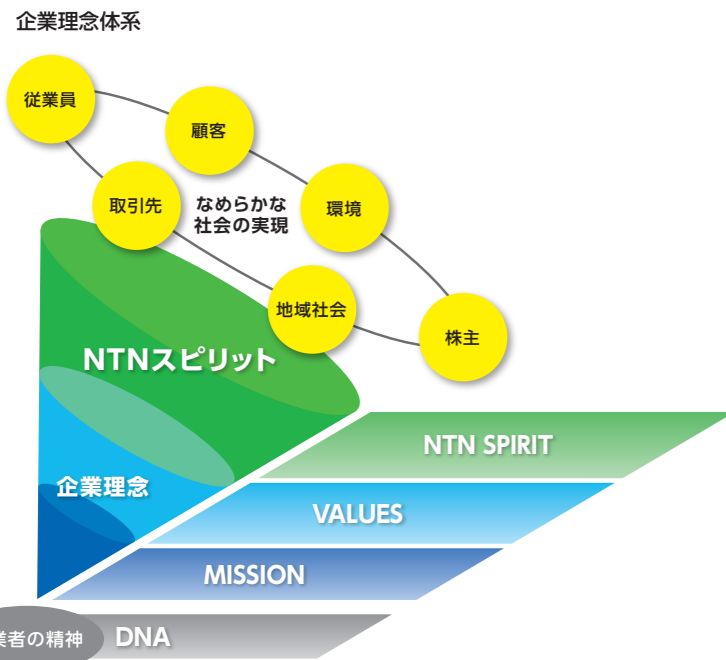 企業理念体系
従業員
顧客
取引先
なめらかな
社会の実現
環境
地域社会
株主
NTNスピリット
NTN SPIRIT
企業理念
VALUES
MISSION
業者の精神
DNA